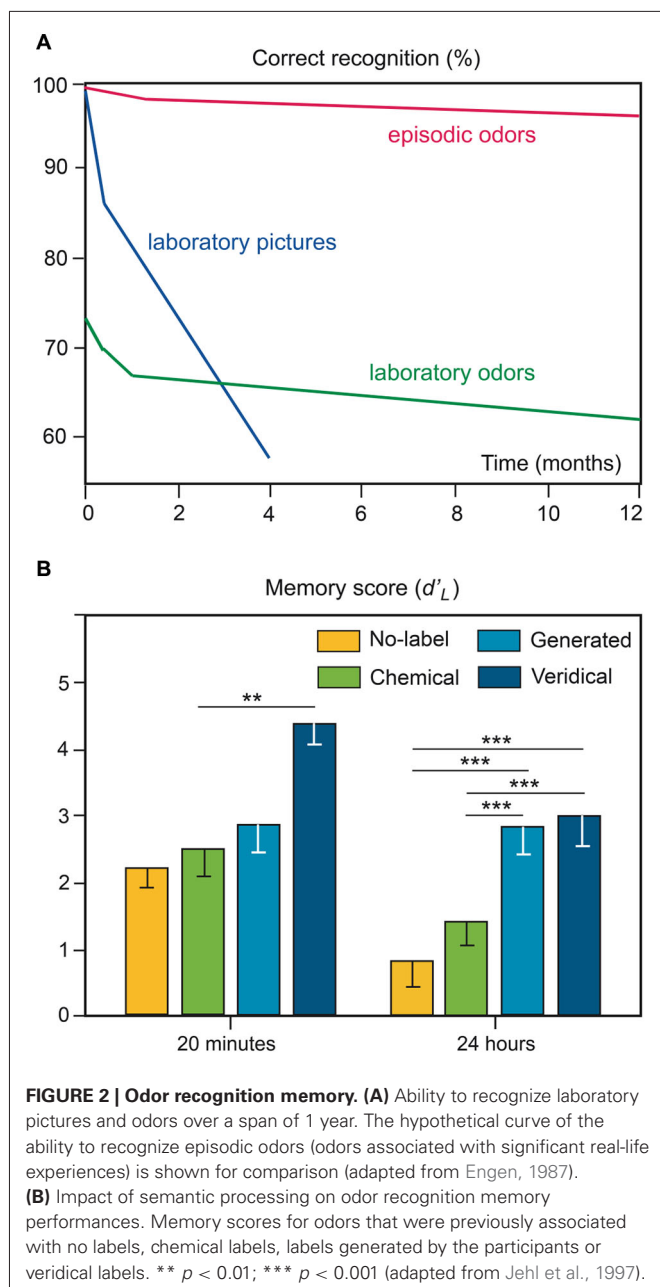 A
Correct recognition (%)
100
90
80
70
60
episodic odors
laboratory pictures
laboratory odors
Time (months)
0 2 4 6 8 10 12
B
Memory score (d'L)
No-label Generated
Chemical Veridical
5
4
3
2
1
0
**
***
***
***
***
20 minutes 24 hours
FIGURE 2 | Odor recognition memory. (A) Ability to recognize laboratory
pictures and odors over a span of 1 year. The hypothetical curve of the
ability to recognize episodic odors (odors associated with significant real-life
experiences) is shown for comparison (adapted from Engen, 1987).
(B) Impact of semantic processing on odor recognition memory
performances. Memory scores for odors that were previously associated
with no labels, chemical labels, labels generated by the participants or
veridical labels. ** p < 0.01; *** p < 0.001 (adapted from Jehl et al., 1997).